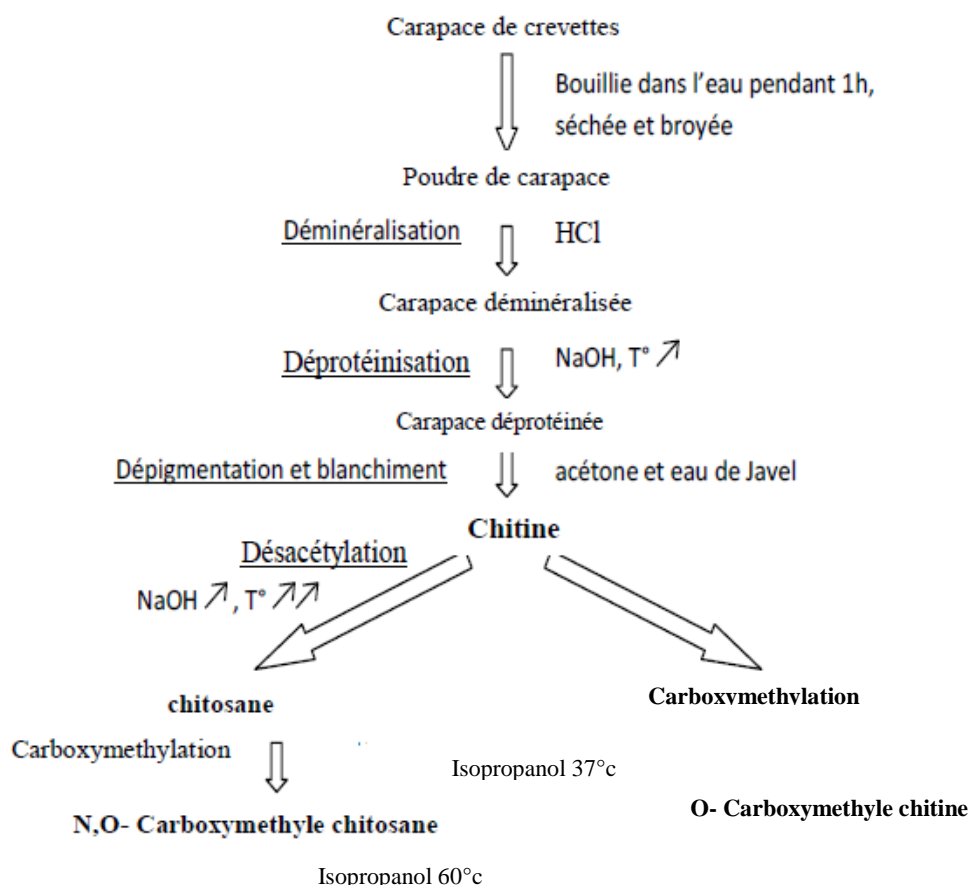 Carapace de crevettes
Bouillie dans l'eau pendant 1h,
séchée et broyée
Poudre de carapace
Déminéralisation
HCl
Carapace déminéralisée
Déprotéinisation
NaOH, T° ↗
Carapace déprotéinée
Dépigmentation et blanchiment
acétone et eau de Javel
Chitine
Désacétylation
NaOH ↗, T° ↗↗
chitosane
Carboxymethylation
Carboxymethylation
Isopropanol 37°c
N,O- Carboxymethyle chitosane
O- Carboxymethyle chitine
Isopropanol 60°c